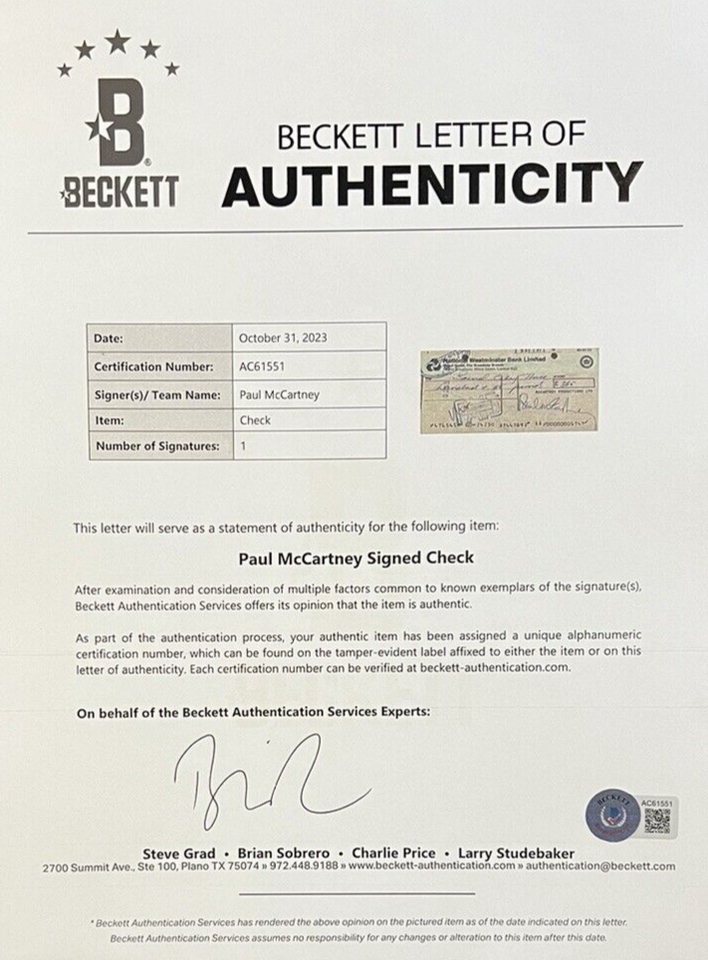 BECKETT
BECKETT LETTER OF
AUTHENTICITY
Date: October 31, 2023
Certification Number: AC61551
Signer(s)/ Team Name: Paul McCartney
Item: Check
Number of Signatures: 1
National Westminster Bank Limited
This letter will serve as a statement of authenticity for the following item:
Paul McCartney Signed Check
After examination and consideration of multiple factors common to known exemplars of the signature(s),
Beckett Authentication Services offers its opinion that the item is authentic.
As part of the authentication process, your authentic item has been assigned a unique alphanumeric
certification number, which can be found on the tamper-evident label affixed to either the item or on this
letter of authenticity. Each certification number can be verified at beckett-authentication.com.
On behalf of the Beckett Authentication Services Experts:
BECKETT
AC61551
Steve Grad • Brian Sobrero • Charlie Price • Larry Studebaker
2700 Summit Ave., Ste 100, Plano TX 75074 » 972.448.9188 » www.beckett-authentication.com » authentication@beckett.com
* Beckett Authentication Services has rendered the above opinion on the pictured item as of the date indicated on this letter.
Beckett Authentication Services assumes no responsibility for any changes or alteration to this item after this date.